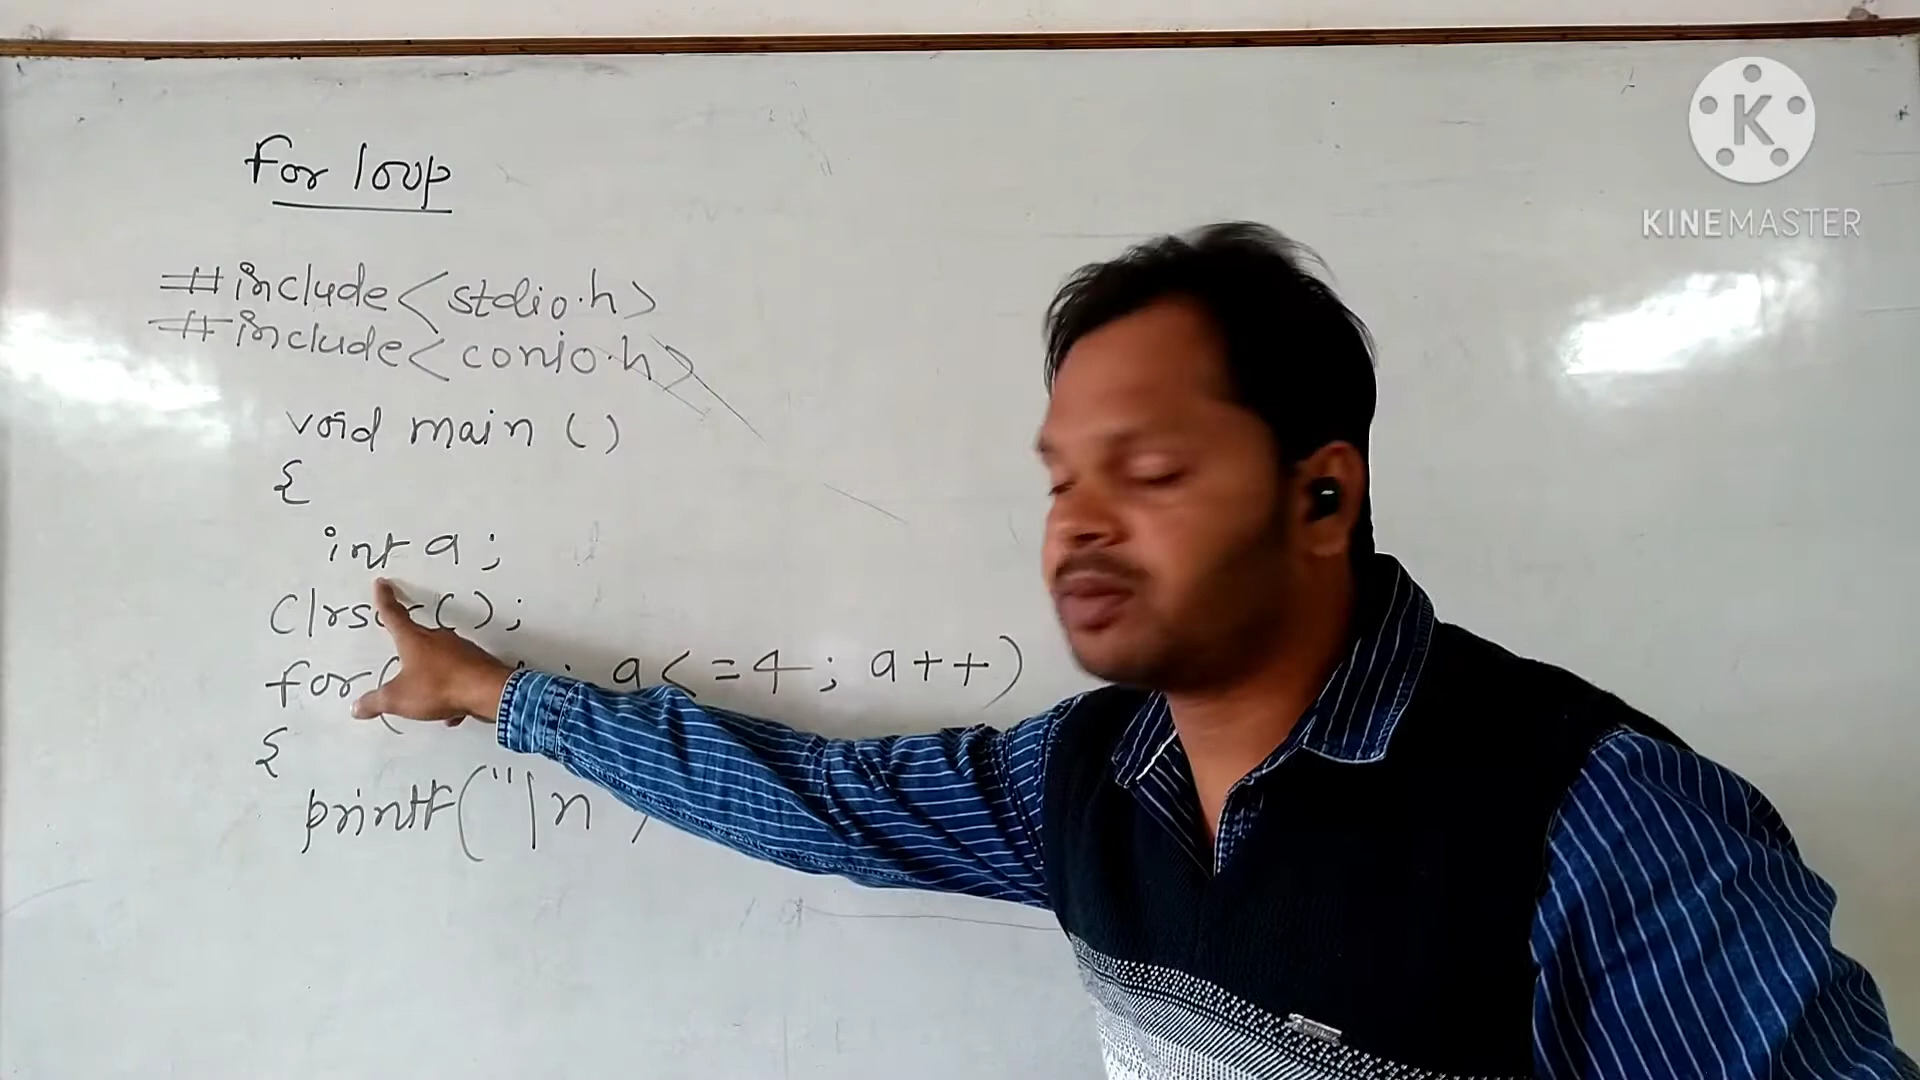 For loop
#include<stdio.h>
#include<conio.h>
void main ()
{
int a;
Clrscr();
for( ; a<=4; a++)
{
printf("\n
K
KINEMASTER